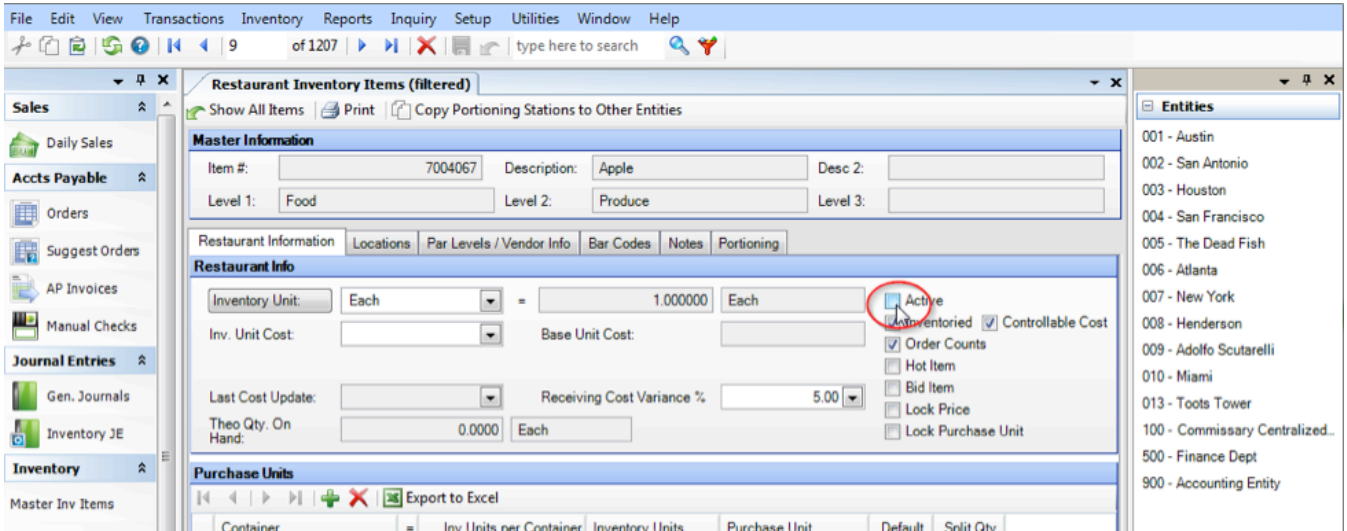 File Edit View Transactions Inventory Reports Inquiry Setup Utilities Window Help
9 of 1207 type here to search
Sales
Daily Sales
Accts Payable
Orders
Suggest Orders
AP Invoices
Manual Checks
Journal Entries
Gen. Journals
Inventory JE
Inventory
Master Inv Items
Restaurant Inventory Items (filtered)
Show All Items Print Copy Portioning Stations to Other Entities
Master Information
Item #: 7004067 Description: Apple Desc 2:
Level 1: Food Level 2: Produce Level 3:
Restaurant Information Locations Par Levels / Vendor Info Bar Codes Notes Portioning
Restaurant Info
Inventory Unit: Each = 1.000000 Each Active
Inventoried Controllable Cost
Inv. Unit Cost: Base Unit Cost:
Order Counts
Hot Item
Bid Item
Last Cost Update: Receiving Cost Variance % 5.00
Lock Price
Theo Qty. On
Hand: 0.0000 Each Lock Purchase Unit
Purchase Units
Export to Excel
Container = Inv Units per Container Inventory Units Purchase Unit Default Split Qty
Entities
001 - Austin
002 - San Antonio
003 - Houston
004 - San Francisco
005 - The Dead Fish
006 - Atlanta
007 - New York
008 - Henderson
009 - Adolfo Scutarelli
010 - Miami
013 - Toots Tower
100 - Commissary Centralized...
500 - Finance Dept
900 - Accounting Entity